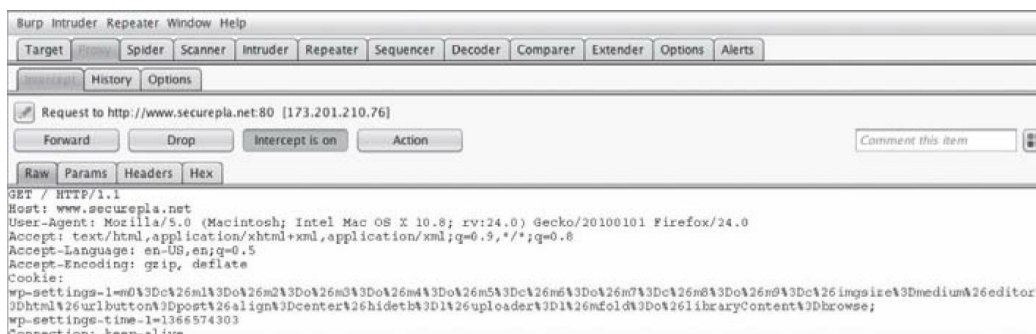 Burp Intruder Repeater Window Help
Target Proxy Spider Scanner Intruder Repeater Sequencer Decoder Comparer Extender Options Alerts
Intercept History Options
Request to http://www.securepla.net:80 [173.201.210.76]
Forward Drop Intercept is on Action Comment this item
Raw Params Headers Hex
GET / HTTP/1.1
Host: www.securepla.net
User-Agent: Mozilla/5.0 (Macintosh; Intel Mac OS X 10.8; rv:24.0) Gecko/20100101 Firefox/24.0
Accept: text/html,application/xhtml+xml,application/xml;q=0.9,*/*;q=0.8
Accept-Language: en-US,en;q=0.5
Accept-Encoding: gzip, deflate
Cookie:
wp-settings-1=m0%3Dc%26m1%3Do%26m2%3Do%26m3%3Do%26m4%3Do%26m5%3Dc%26m6%3Do%26m7%3Dc%26m8%3Do%26m9%3Dc%26imgsize%3Dmedium%26editor
%3Dhtml%26urlbutton%3Dpost%26align%3Dcenter%26hidetb%3D1%26uploader%3D1%26mfold%3Do%26libraryContent%3Dbrowse;
wp-settings-time-1=1366574303
Connection: keep-alive